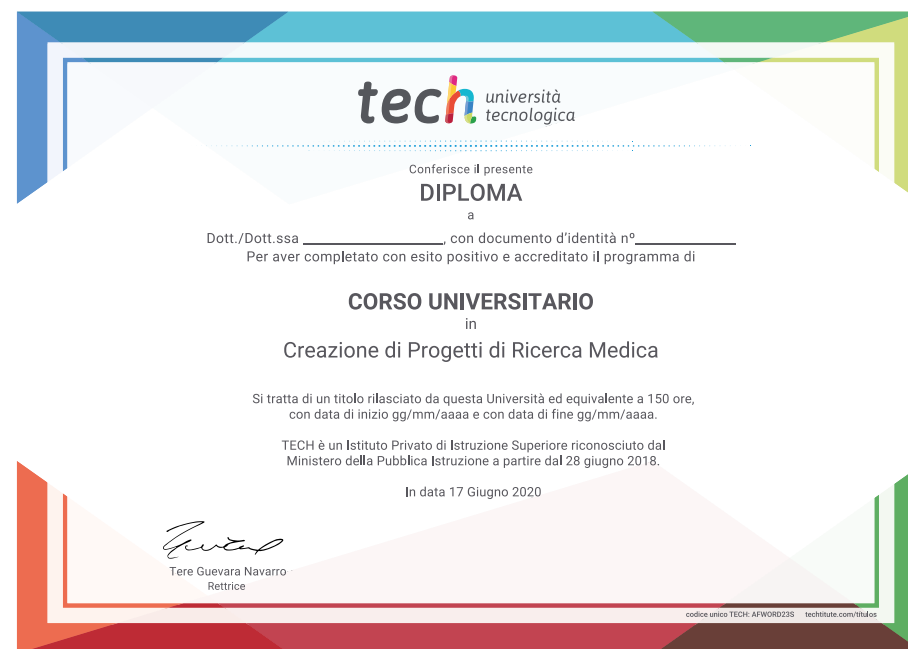 tech università
tecnologica
Conferisce il presente
DIPLOMA
a
Dott./Dott.ssa ____________________, con documento d'identità nº______________
Per aver completato con esito positivo e accreditato il programma di
CORSO UNIVERSITARIO
in
Creazione di Progetti di Ricerca Medica
Si tratta di un titolo rilasciato da questa Università ed equivalente a 150 ore,
con data di inizio gg/mm/aaaa e con data di fine gg/mm/aaaa.
TECH è un Istituto Privato di Istruzione Superiore riconosciuto dal
Ministero della Pubblica Istruzione a partire dal 28 giugno 2018.
In data 17 Giugno 2020
Tere Guevara Navarro
Rettrice
codice unico TECH: AFWORD23S techtitute.com/titulos